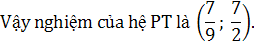 Vậy nghiệm của hệ PT là (7/9 ; 7/2).